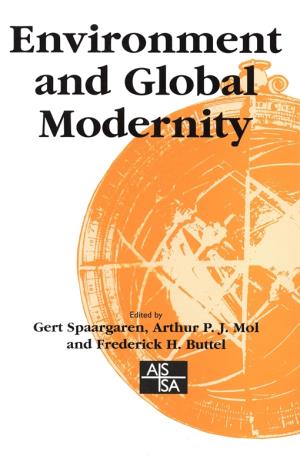 Environment
and Global
Modernity
Edited by
Gert Spaargaren, Arthur P. J. Mol
and Frederick H. Buttel
AIS
ISA